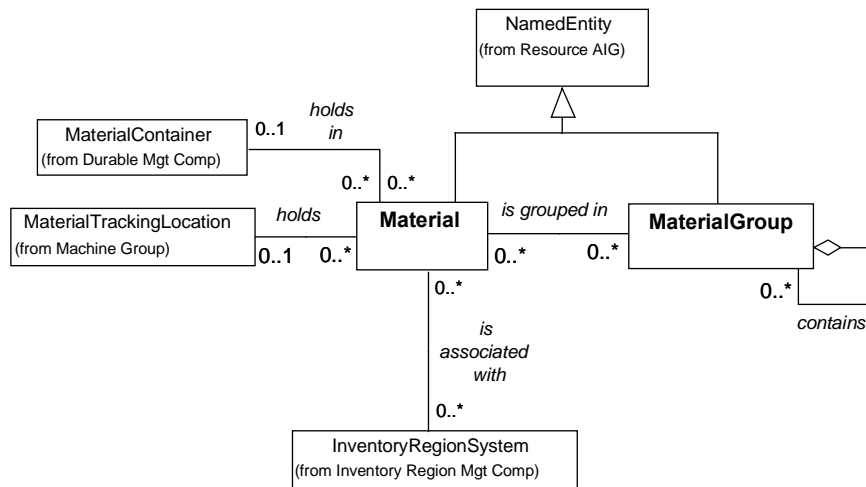 NamedEntity
(from Resource AIG)
holds
in
0..1
MaterialContainer
(from Durable Mgt Comp)
0..*
0..*
MaterialTrackingLocation
(from Machine Group)
holds
0..1
0..*
Material
is grouped in
0..*
0..*
MaterialGroup
0..*
contains
0..*
is
associated
with
0..*
InventoryRegionSystem
(from Inventory Region Mgt Comp)